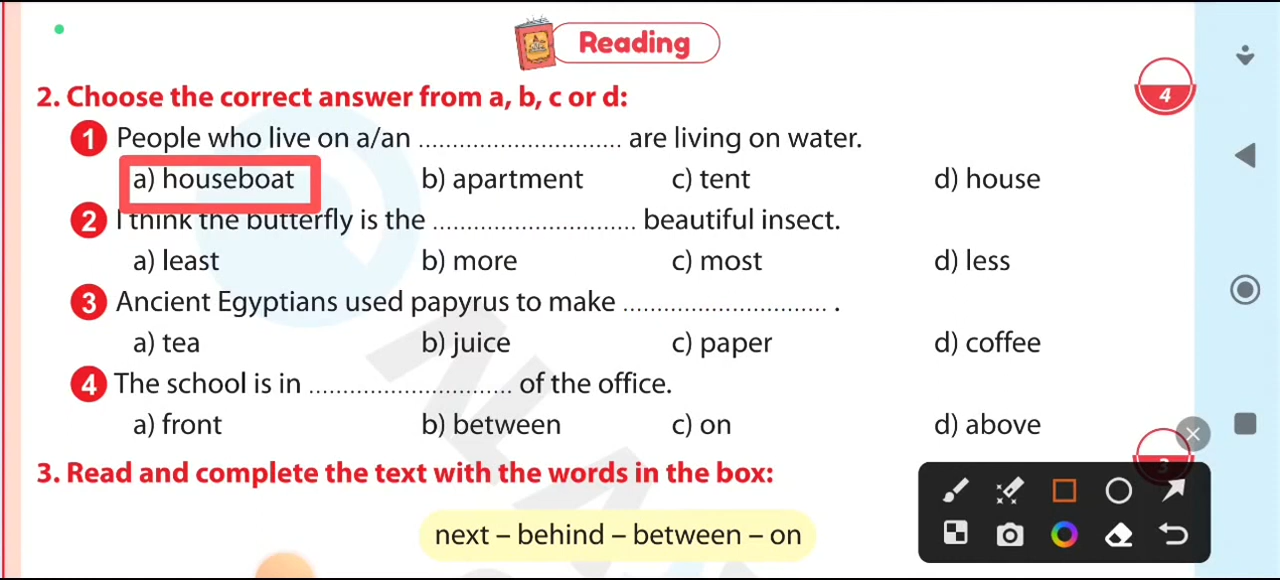 Reading
2. Choose the correct answer from a, b, c or d:
4
1 People who live on a/an .............................. are living on water.
a) houseboat b) apartment c) tent d) house
2 I think the butterfly is the .............................. beautiful insect.
a) least b) more c) most d) less
3 Ancient Egyptians used papyrus to make .............................. .
a) tea b) juice c) paper d) coffee
4 The school is in .............................. of the office.
a) front b) between c) on d) above
3. Read and complete the text with the words in the box:
next – behind – between – on